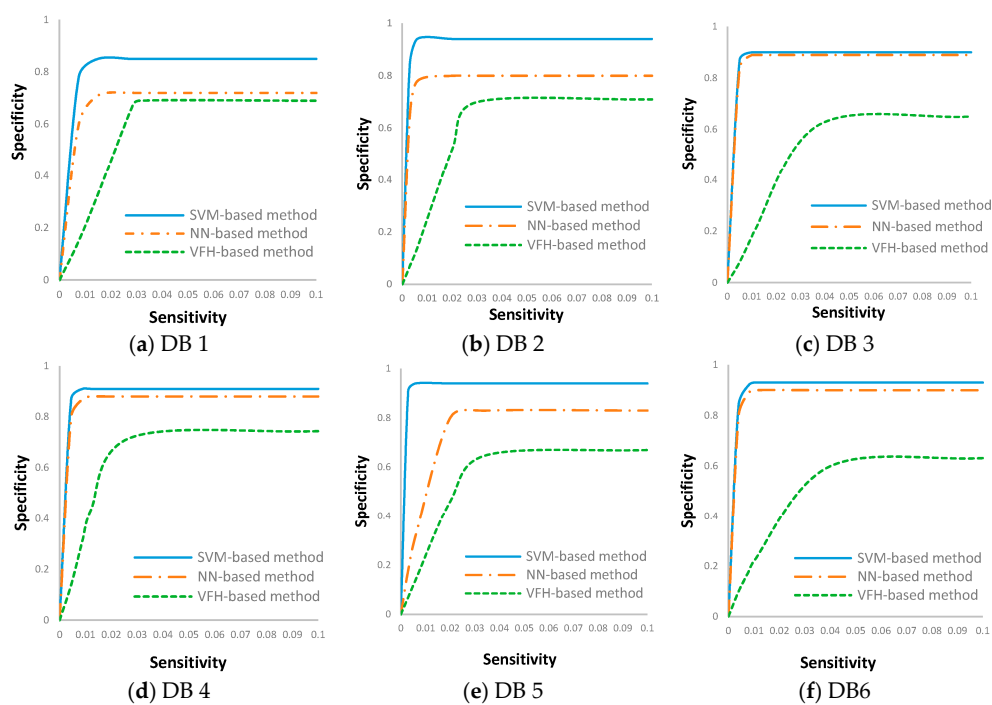 1
0.8
0.6
0.4
0.2
0
Specificity
SVM-based method
NN-based method
VFH-based method
0 0.01 0.02 0.03 0.04 0.05 0.06 0.07 0.08 0.09 0.1
Sensitivity
(a) DB 1
1
0.8
0.6
0.4
0.2
0
Specificity
SVM-based method
NN-based method
VFH-based method
0 0.01 0.02 0.03 0.04 0.05 0.06 0.07 0.08 0.09 0.1
Sensitivity
(b) DB 2
1
0.8
0.6
0.4
0.2
0
Specificity
SVM-based method
NN-based method
VFH-based method
0 0.01 0.02 0.03 0.04 0.05 0.06 0.07 0.08 0.09 0.1
Sensitivity
(c) DB 3
1
0.8
0.6
0.4
0.2
0
Specificity
SVM-based method
NN-based method
VFH-based method
0 0.01 0.02 0.03 0.04 0.05 0.06 0.07 0.08 0.09 0.1
Sensitivity
(d) DB 4
1
0.8
0.6
0.4
0.2
0
Specificity
SVM-based method
NN-based method
VFH-based method
0 0.01 0.02 0.03 0.04 0.05 0.06 0.07 0.08 0.09 0.1
Sensitivity
(e) DB 5
1
0.8
0.6
0.4
0.2
0
Specificity
SVM-based method
NN-based method
VFH-based method
0 0.01 0.02 0.03 0.04 0.05 0.06 0.07 0.08 0.09 0.1
Sensitivity
(f) DB6